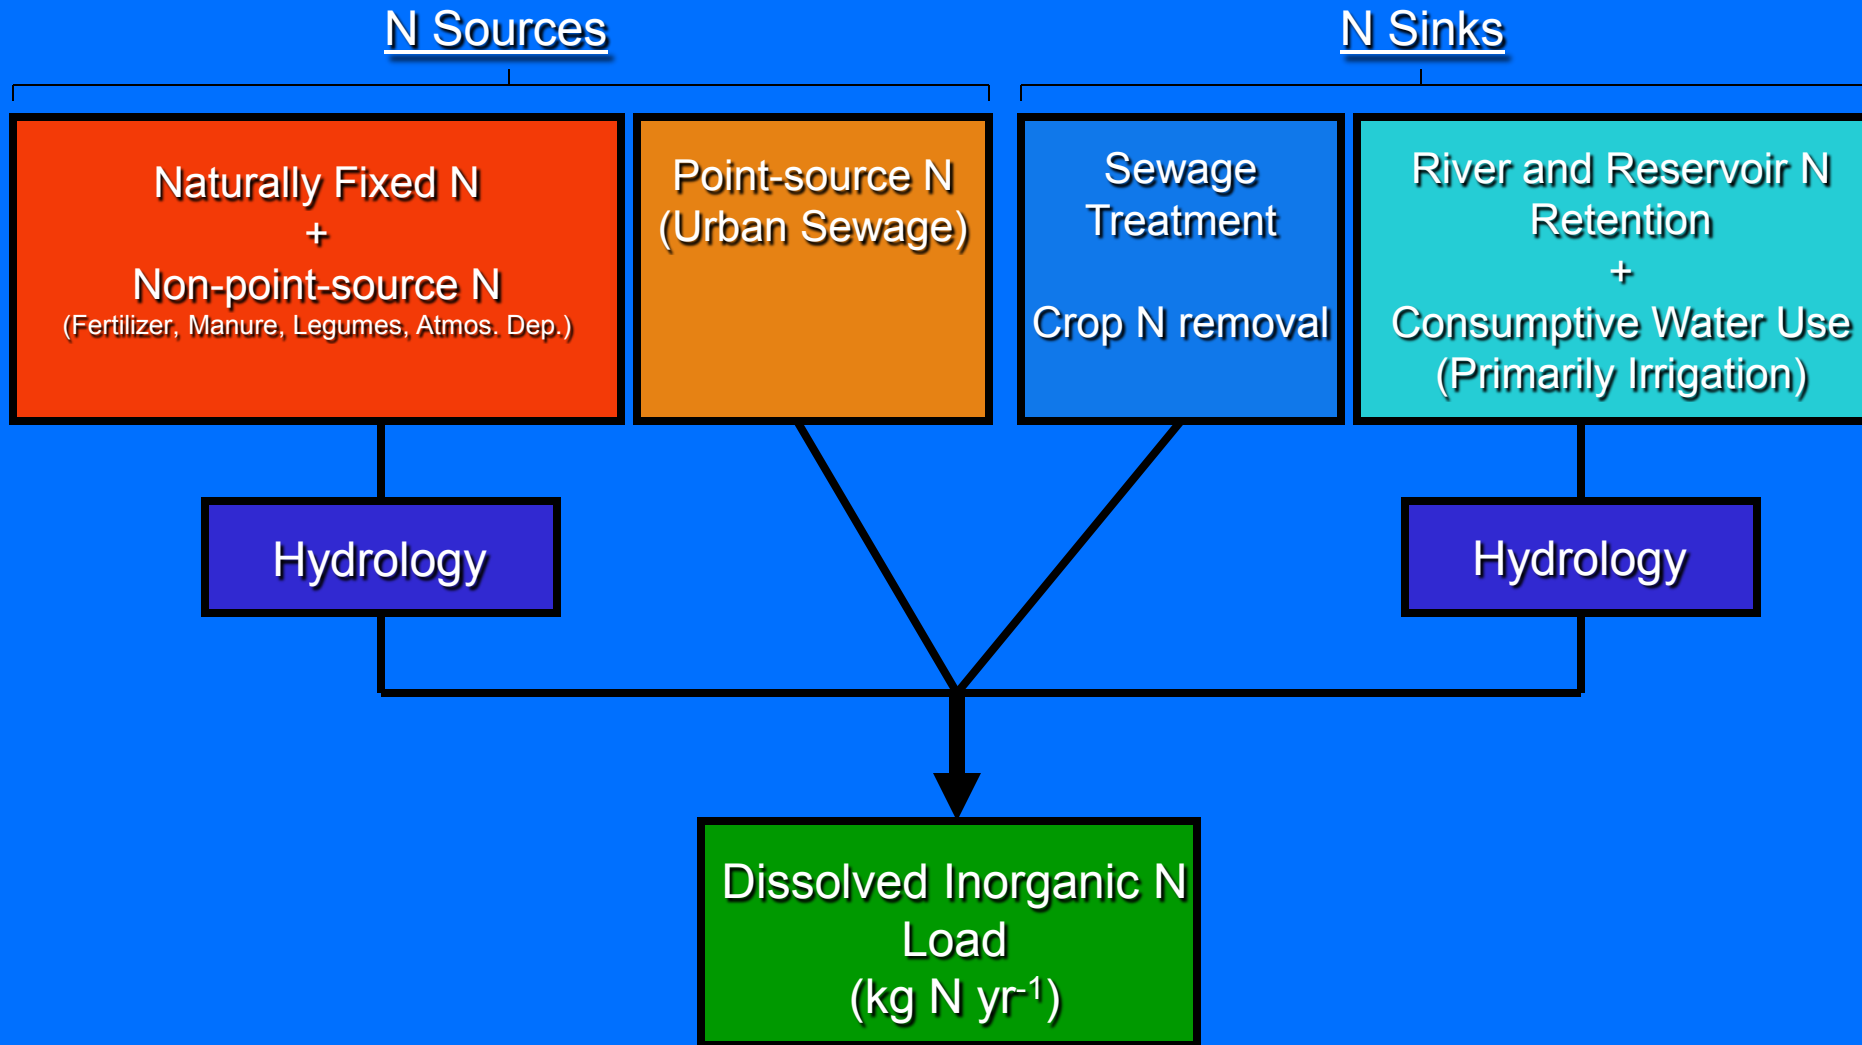 N Sources
N Sinks
Naturally Fixed N
+
Non-point-source N
(Fertilizer, Manure, Legumes, Atmos. Dep.)
Point-source N
(Urban Sewage)
Sewage
Treatment
Crop N removal
River and Reservoir N
Retention
+
Consumptive Water Use
(Primarily Irrigation)
Hydrology
Hydrology
Dissolved Inorganic N
Load
(kg N yr⁻¹)